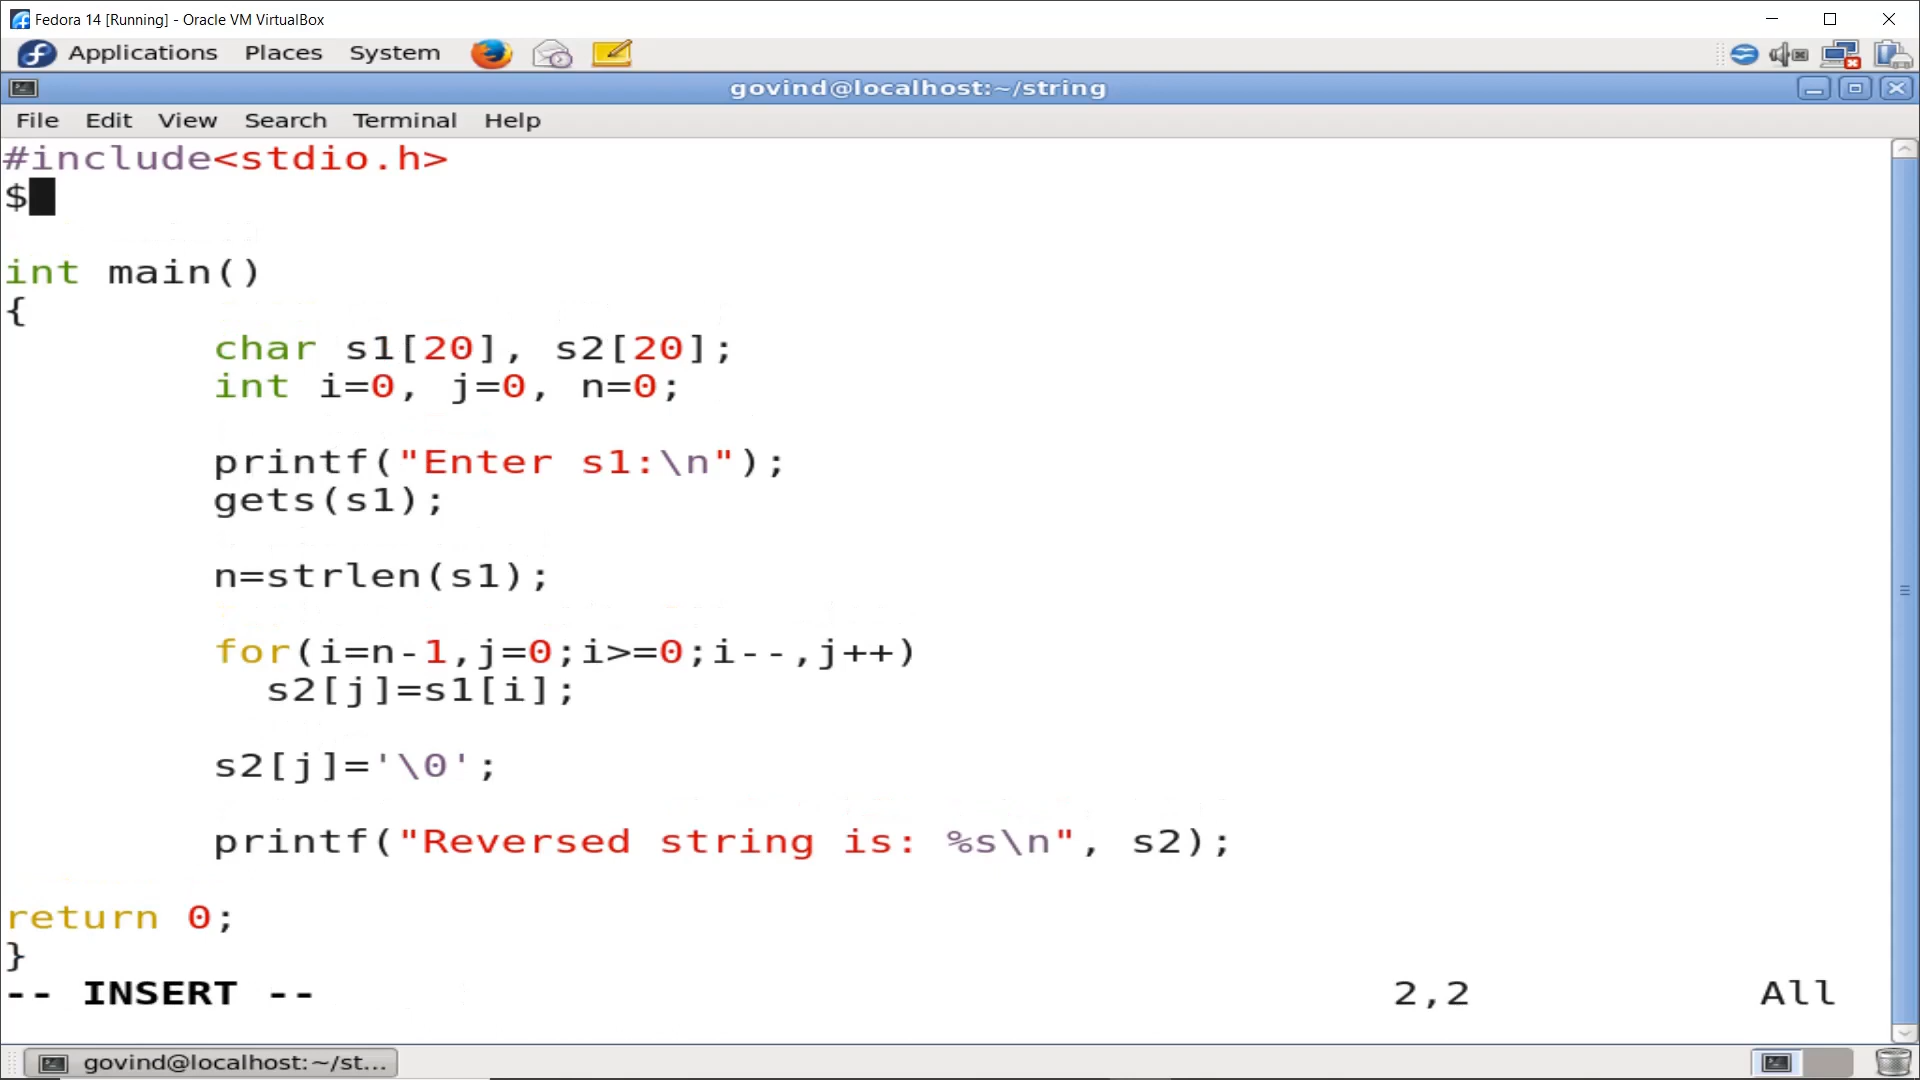 Fedora 14 [Running] - Oracle VM VirtualBox
Applications Places System
govind@localhost:~/string
File Edit View Search Terminal Help
#include<stdio.h>
$
int main()
{
char s1[20], s2[20];
int i=0, j=0, n=0;
printf("Enter s1:\n");
gets(s1);
n=strlen(s1);
for(i=n-1,j=0;i>=0;i--,j++)
s2[j]=s1[i];
s2[j]='\0';
printf("Reversed string is: %s\n", s2);
return 0;
}
-- INSERT -- 2,2 All
govind@localhost:~/st...